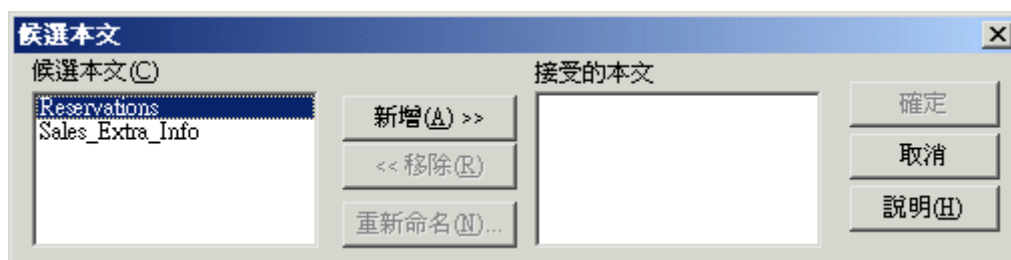 候選本文
候選本文(C)
Reservations
Sales_Extra_Info
新增(A) >>
<< 移除(R)
重新命名(N)...
接受的本文
確定
取消
說明(H)